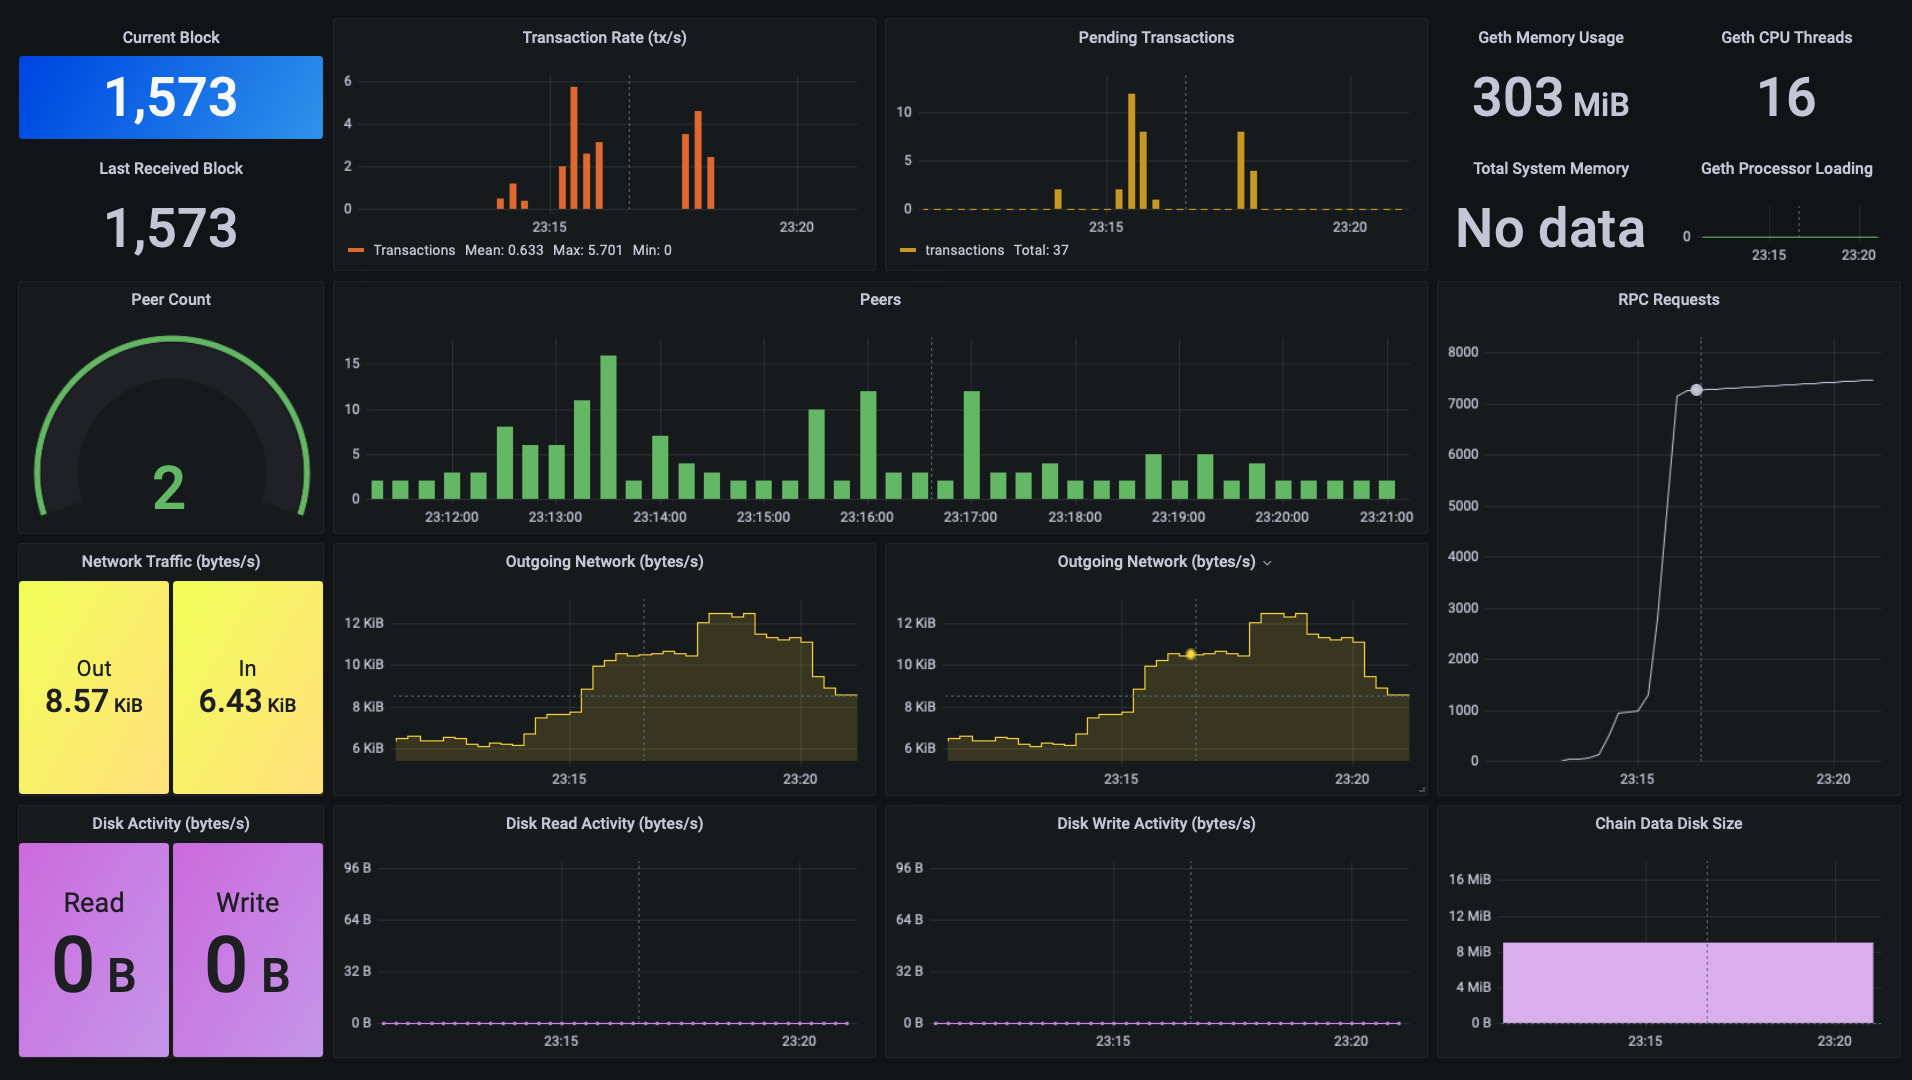 Current Block
1,573
Last Received Block
1,573
Transaction Rate (tx/s)
6
4
2
0
23:15 23:20
Transactions Mean: 0.633 Max: 5.701 Min: 0
Pending Transactions
10
5
0
23:15 23:20
transactions Total: 37
Geth Memory Usage
303 MiB
Geth CPU Threads
16
Total System Memory
No data
Geth Processor Loading
0
23:15 23:20
Peer Count
2
Peers
15
10
5
0
23:12:00 23:13:00 23:14:00 23:15:00 23:16:00 23:17:00 23:18:00 23:19:00 23:20:00 23:21:00
RPC Requests
8000
7000
6000
5000
4000
3000
2000
1000
0
23:15 23:20
Network Traffic (bytes/s)
Out
8.57 KiB
In
6.43 KiB
Outgoing Network (bytes/s)
12 KiB
10 KiB
8 KiB
6 KiB
23:15 23:20
Outgoing Network (bytes/s)
12 KiB
10 KiB
8 KiB
6 KiB
23:15 23:20
Disk Activity (bytes/s)
Read
0 B
Write
0 B
Disk Read Activity (bytes/s)
96 B
64 B
32 B
0 B
23:15 23:20
Disk Write Activity (bytes/s)
96 B
64 B
32 B
0 B
23:15 23:20
Chain Data Disk Size
16 MiB
12 MiB
8 MiB
4 MiB
0 B
23:15 23:20